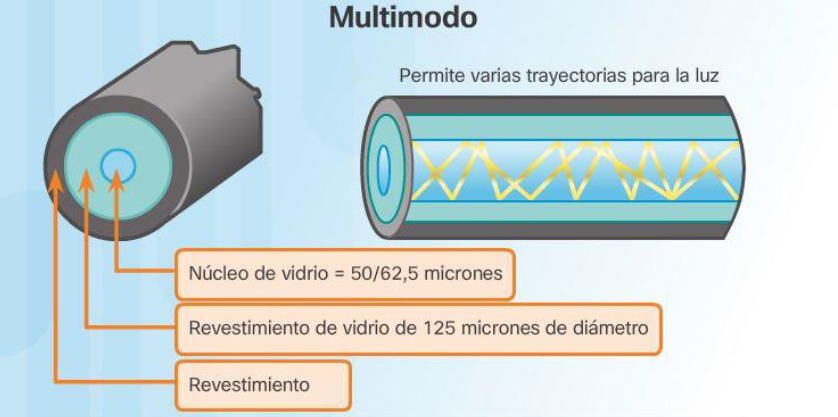 Multimodo
Permite varias trayectorias para la luz
Núcleo de vidrio = 50/62,5 micrones
Revestimiento de vidrio de 125 micrones de diámetro
Revestimiento